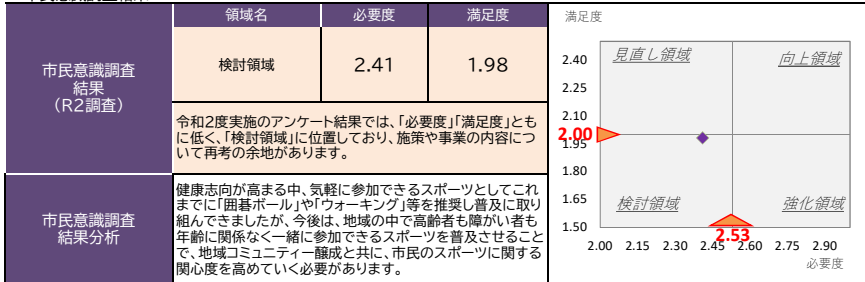 領域名 必要度 満足度
市民意識調査
結果
(R2調査)
検討領域 2.41 1.98
令和2度実施のアンケート結果では、「必要度」「満足度」とも
に低く、「検討領域」に位置しており、施策や事業の内容につ
いて再考の余地があります。
市民意識調査
結果分析
健康志向が高まる中、気軽に参加できるスポーツとしてこれ
までに「囲碁ボール」や「ウォーキング」等を推奨し普及に取り
組んできましたが、今後は、地域の中で高齢者も障がい者も
年齢に関係なく一緒に参加できるスポーツを普及させること
で、地域コミュニティー醸成と共に、市民のスポーツに関する
関心度を高めていく必要があります。
満足度
見直し領域 向上領域
2.40
2.25
2.10
2.00
1.95
1.80
1.65
1.50
検討領域 強化領域
2.53
2.00 2.15 2.30 2.45 2.60 2.75 2.90
必要度